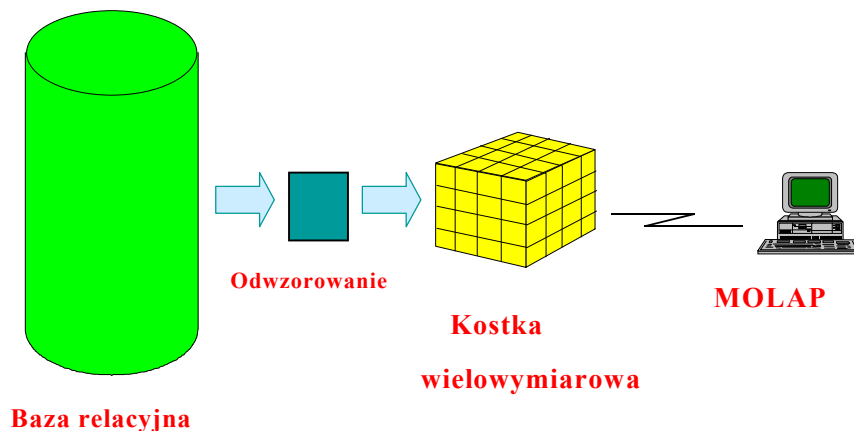 Odwzorowanie
MOLAP
Kostka
wielowymiarowa
Baza relacyjna